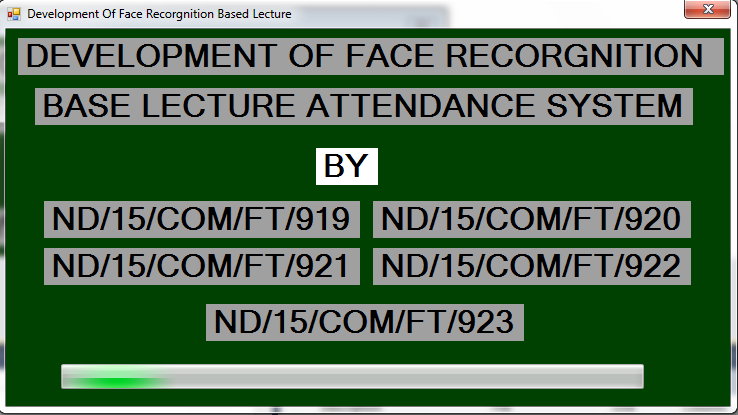 Development Of Face Recorgnition Based Lecture
DEVELOPMENT OF FACE RECORGNITION
BASE LECTURE ATTENDANCE SYSTEM
BY
ND/15/COM/FT/919 ND/15/COM/FT/920
ND/15/COM/FT/921 ND/15/COM/FT/922
ND/15/COM/FT/923